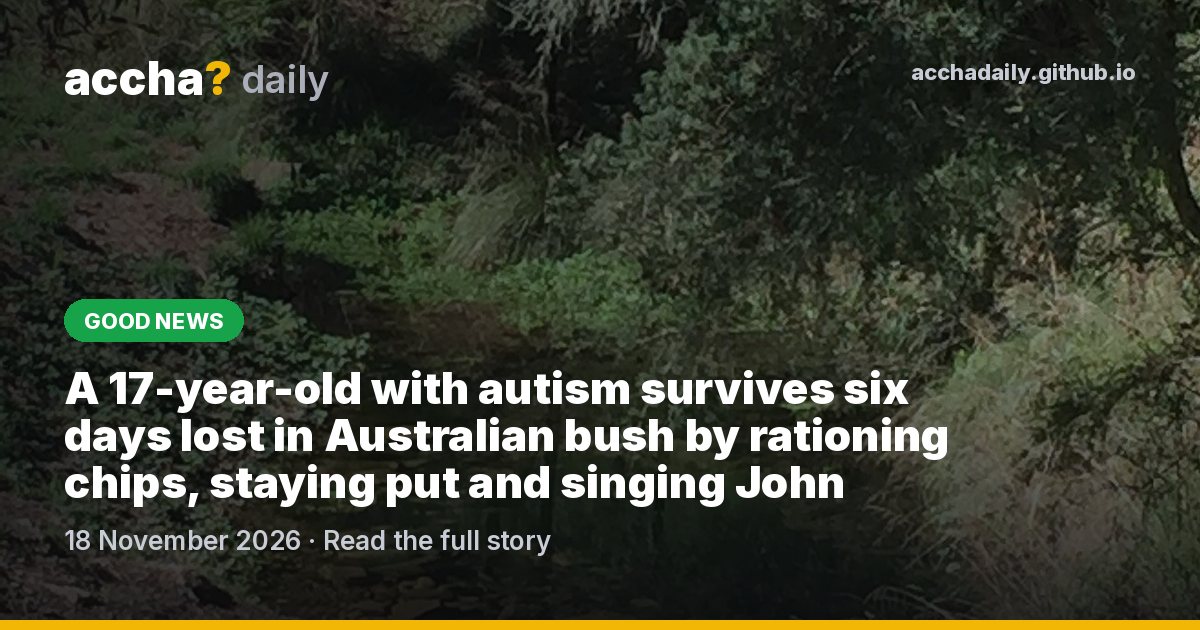 accha? daily
acchadaily.github.io
GOOD NEWS
A 17-year-old with autism survives six
days lost in Australian bush by rationing
chips, staying put and singing John
18 November 2026 · Read the full story